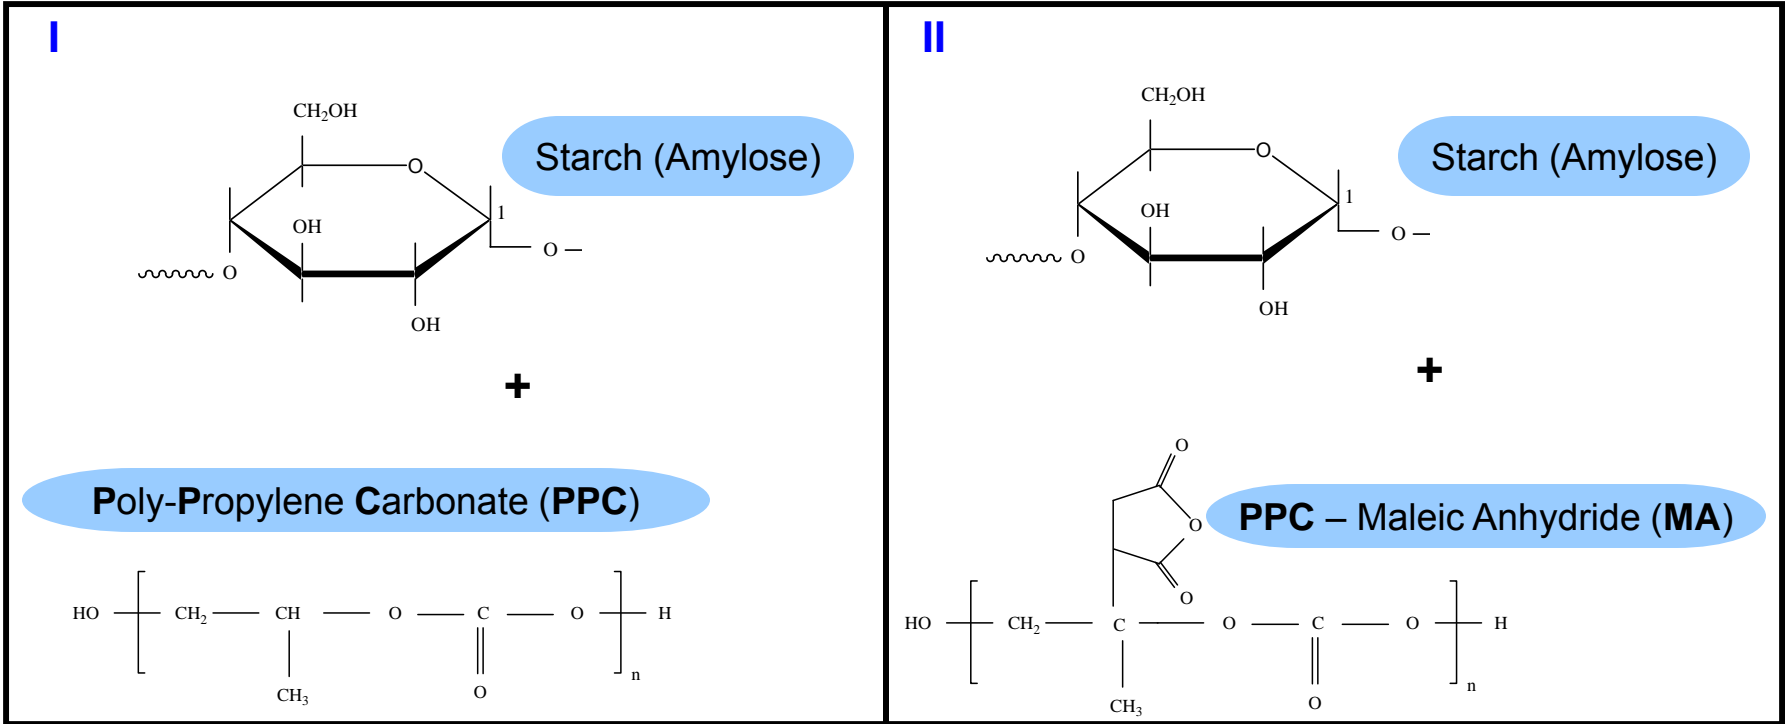 I
CH₂OH
O
Starch (Amylose)
1
OH
O
O
OH
+
Poly-Propylene Carbonate (PPC)
HO CH₂ CH O C O H
n
CH₃
O
II
CH₂OH
O
Starch (Amylose)
1
OH
O
O
OH
+
O
O
PPC – Maleic Anhydride (MA)
O
HO CH₂ C O C O H
n
CH₃
O